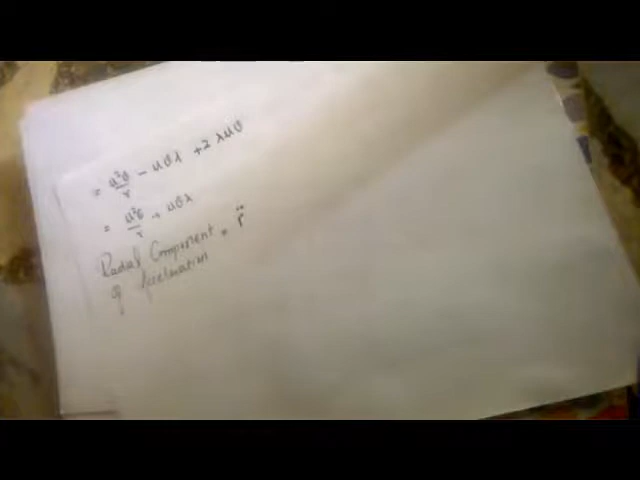 = u²θ/r - uθλ + 2λuθ
= u²θ/r + uθλ
Radial Component = r̈
of Acceleration